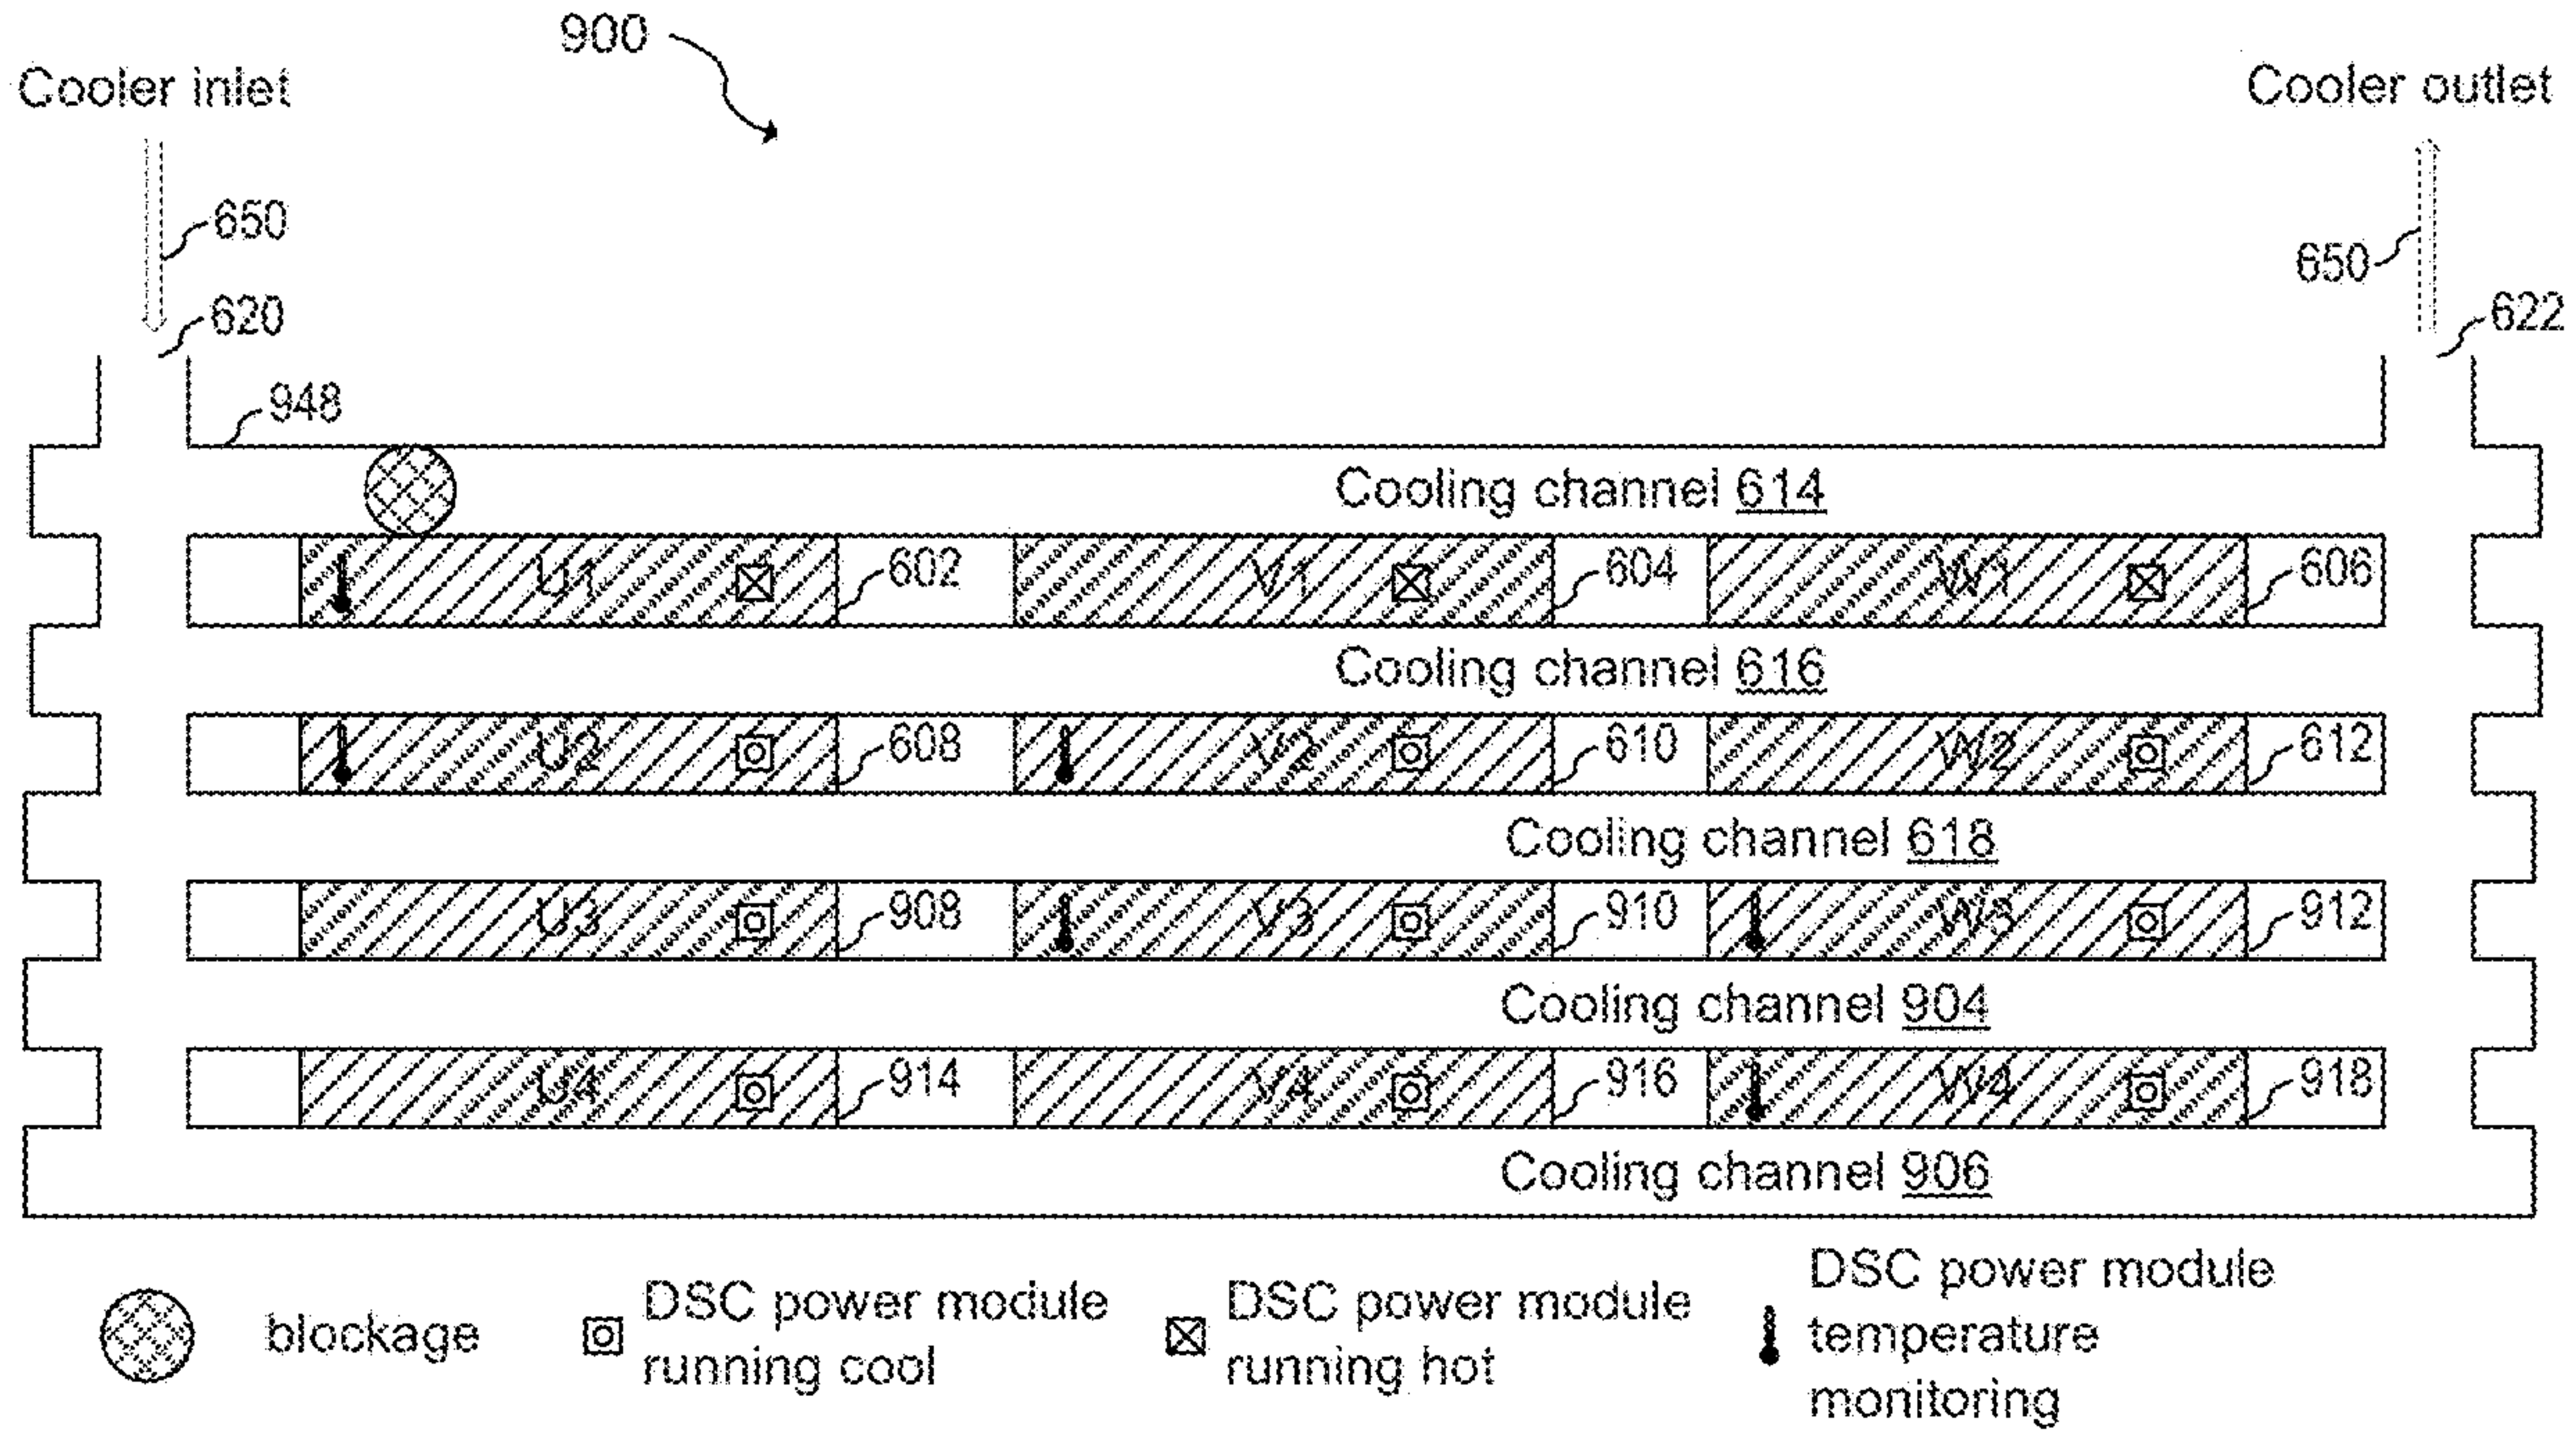 900
Cooler inlet
Cooler outlet
650
650
620
622
948
Cooling channel 614
U1
602
V1
604
W1
606
Cooling channel 616
U2
608
V2
610
W2
612
Cooling channel 618
U3
908
V3
910
W3
912
Cooling channel 904
U4
914
V4
916
W4
918
Cooling channel 906
blockage
DSC power module
running cool
DSC power module
running hot
DSC power module
temperature
monitoring